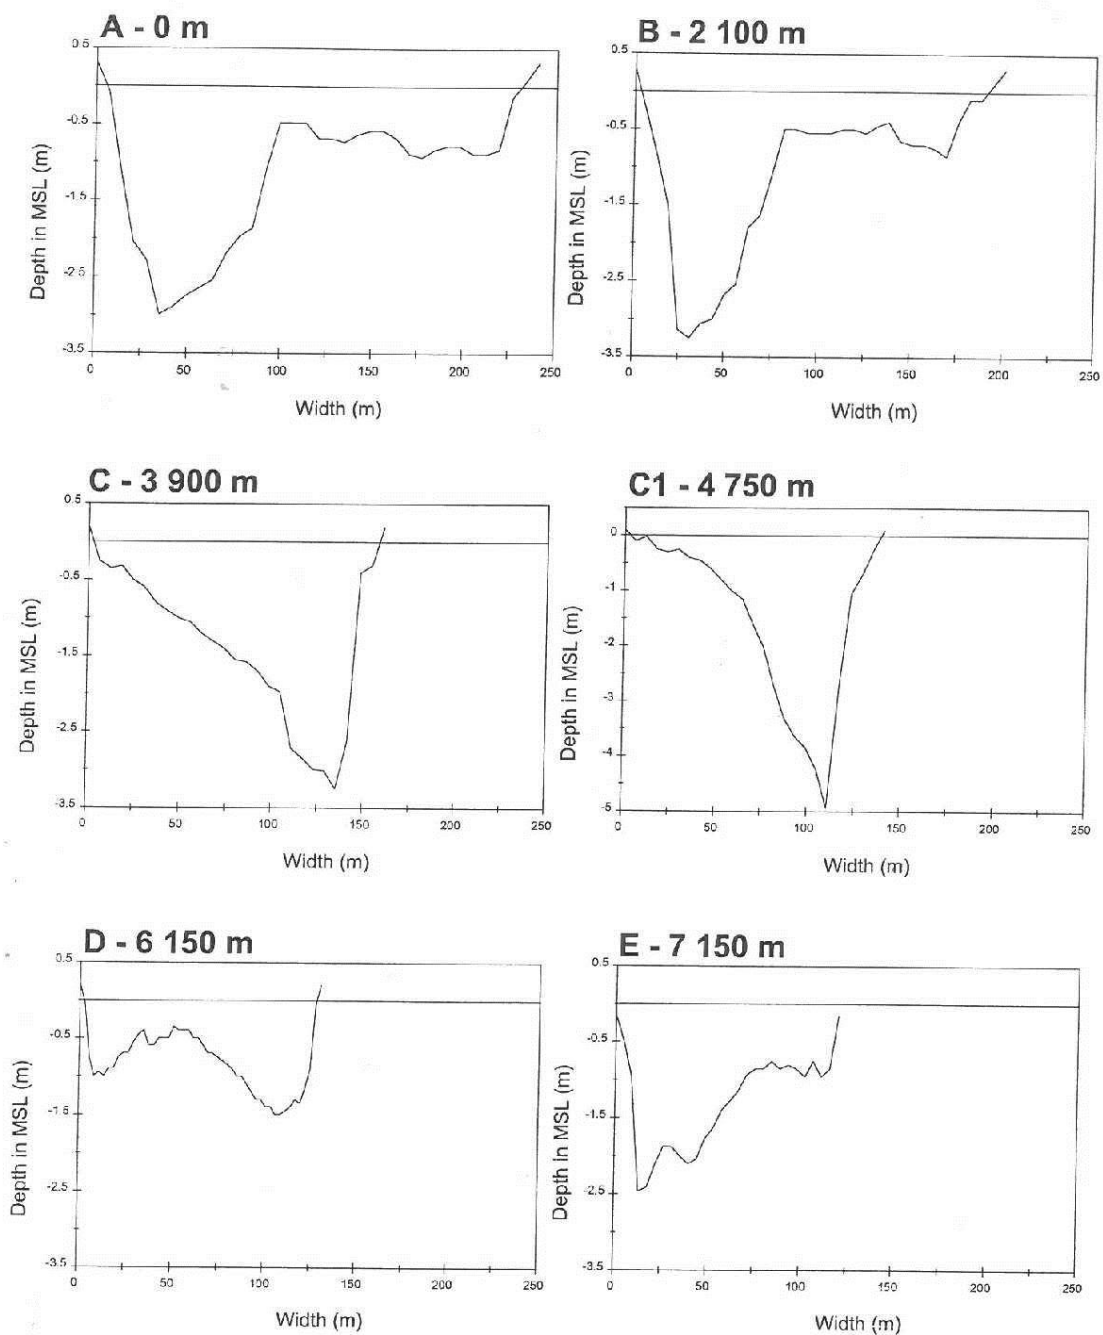 A - 0 m
0.5
-0.5
-1.5
-2.5
-3.5
Depth in MSL (m)
0 50 100 150 200 250
Width (m)
B - 2 100 m
0.5
-0.5
-1.5
-2.5
-3.5
Depth in MSL (m)
0 50 100 150 200 250
Width (m)
C - 3 900 m
0.5
-0.5
-1.5
-2.5
-3.5
Depth in MSL (m)
0 50 100 150 200 250
Width (m)
C1 - 4 750 m
0
-1
-2
-3
-4
-5
Depth in MSL (m)
0 50 100 150 200 250
Width (m)
D - 6 150 m
0.5
-0.5
-1.5
-2.5
-3.5
Depth in MSL (m)
0 50 100 150 200 250
Width (m)
E - 7 150 m
0.5
-0.5
-1.5
-2.5
-3.5
Depth in MSL (m)
0 50 100 150 200 250
Width (m)